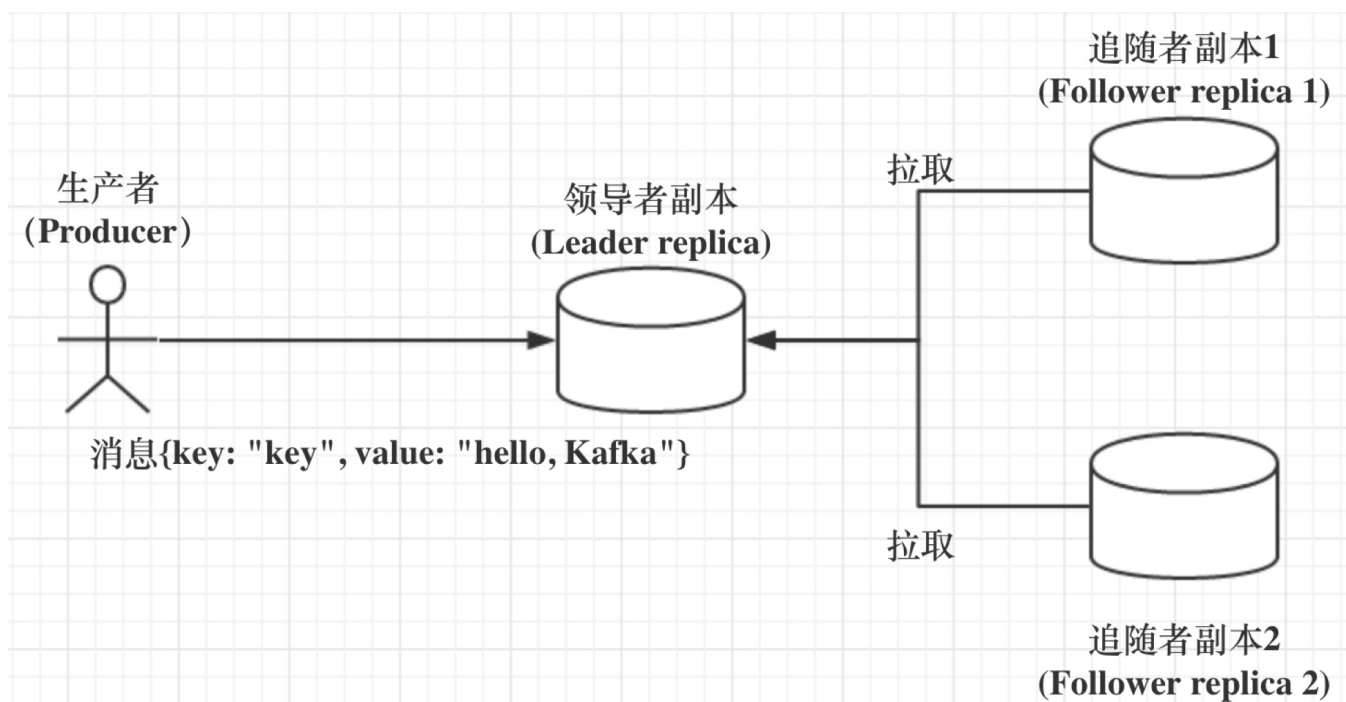 追随者副本1
(Follower replica 1)
拉取
生产者
（Producer）
领导者副本
(Leader replica)
消息{key: "key", value: "hello, Kafka"}
拉取
追随者副本2
(Follower replica 2)